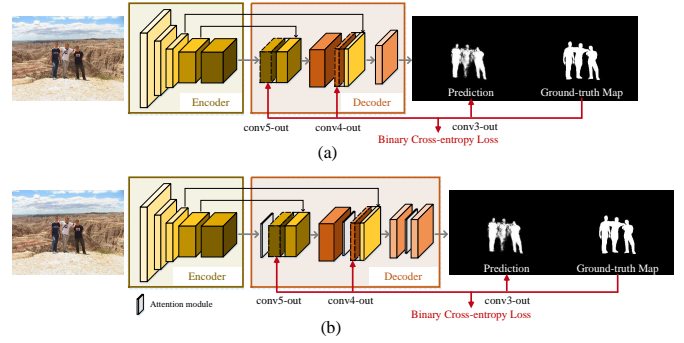 Encoder
Decoder
Prediction
Ground-truth Map
conv5-out
conv4-out
conv3-out
Binary Cross-entropy Loss
(a)
Encoder
Decoder
Prediction
Ground-truth Map
Attention module
conv5-out
conv4-out
conv3-out
Binary Cross-entropy Loss
(b)